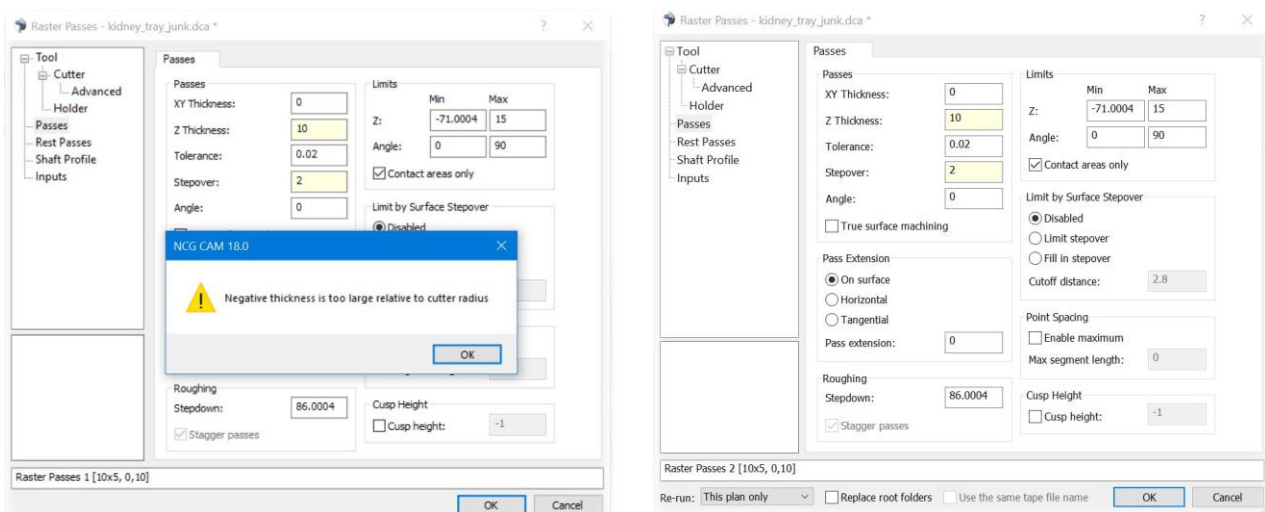 Raster Passes - kidney_tray_junk.dca *
Tool
Cutter
Advanced
Holder
Passes
Rest Passes
Shaft Profile
Inputs
Passes
Passes
XY Thickness: 0
Z Thickness: 10
Tolerance: 0.02
Stepover: 2
Angle: 0
Limits
Min Max
Z: -71.0004 15
Angle: 0 90
Contact areas only
Limit by Surface Stepover
Disabled
NCG CAM 18.0
Negative thickness is too large relative to cutter radius
OK
Roughing
Stepdown: 86.0004
Stagger passes
Cusp Height
Cusp height: -1
Raster Passes 1 [10x5, 0,10]
OK Cancel
Raster Passes - kidney_tray_junk.dca *
Tool
Cutter
Advanced
Holder
Passes
Rest Passes
Shaft Profile
Inputs
Passes
Passes
XY Thickness: 0
Z Thickness: 10
Tolerance: 0.02
Stepover: 2
Angle: 0
True surface machining
Pass Extension
On surface
Horizontal
Tangential
Pass extension: 0
Roughing
Stepdown: 86.0004
Stagger passes
Limits
Min Max
Z: -71.0004 15
Angle: 0 90
Contact areas only
Limit by Surface Stepover
Disabled
Limit stepover
Fill in stepover
Cutoff distance: 2.8
Point Spacing
Enable maximum
Max segment length: 0
Cusp Height
Cusp height: -1
Raster Passes 2 [10x5, 0,10]
Re-run: This plan only Replace root folders Use the same tape file name OK Cancel